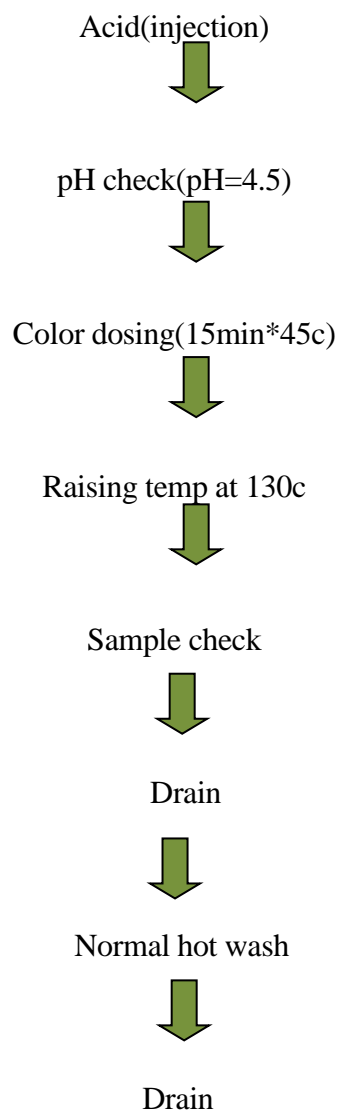 Acid(injection)
pH check(pH=4.5)
Color dosing(15min*45c)
Raising temp at 130c
Sample check
Drain
Normal hot wash
Drain